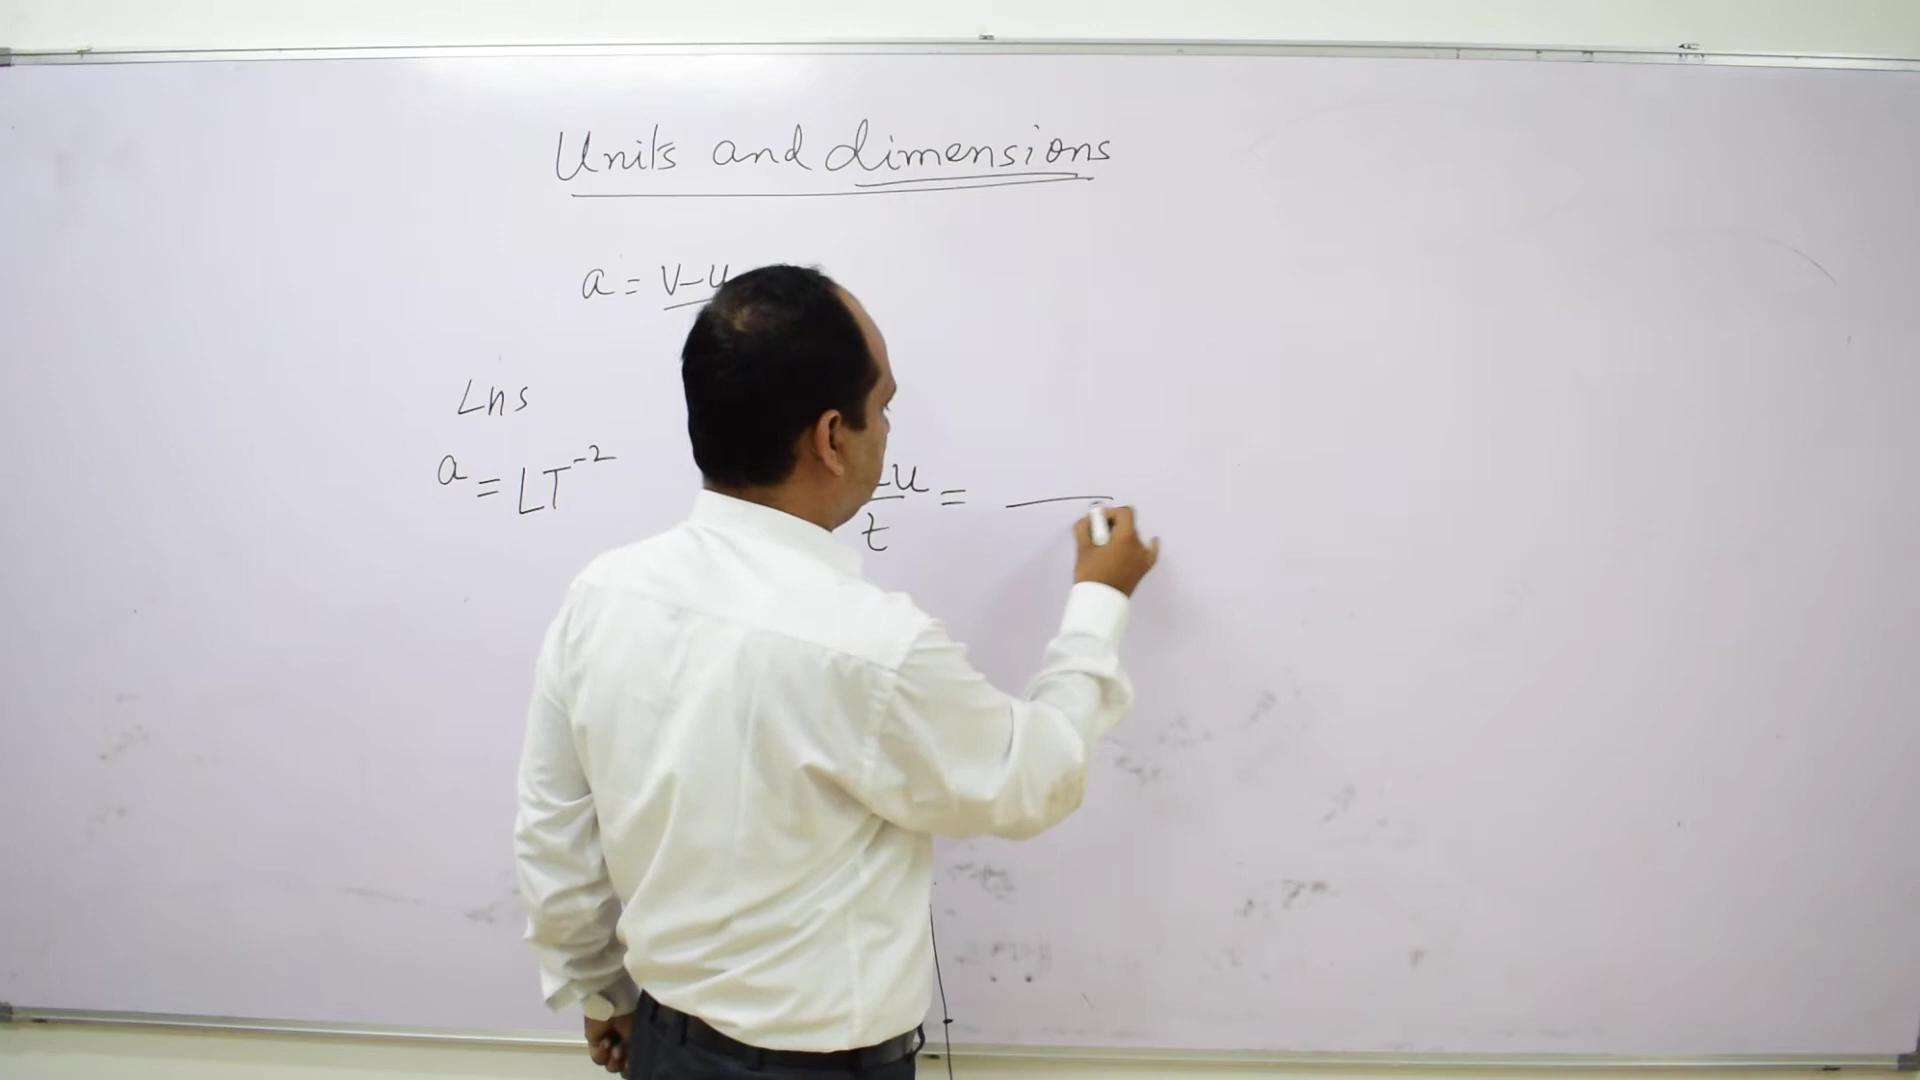 Units and dimensions
a = v-u
LHS
a = LT⁻²
-u
t
=